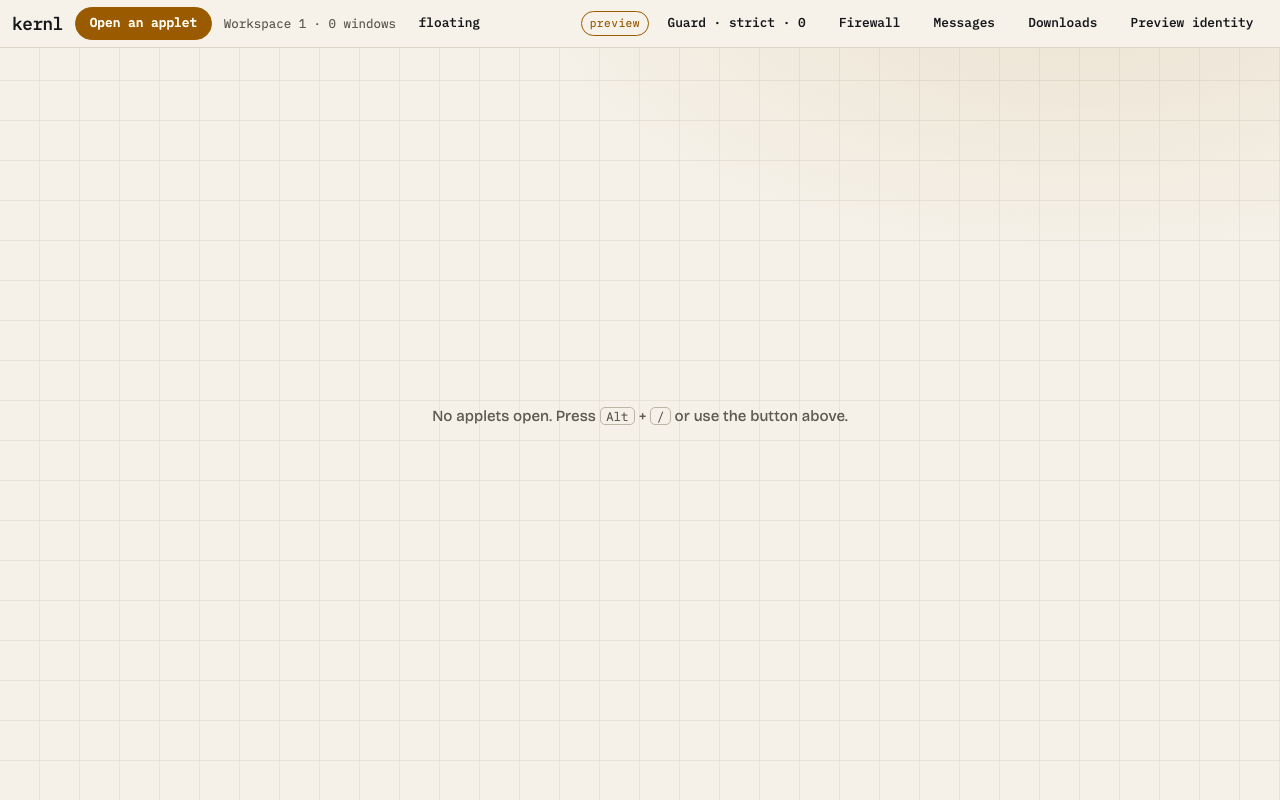 kernl Open an applet Workspace 1 · 0 windows floating preview Guard · strict · 0 Firewall Messages Downloads Preview identity
No applets open. Press Alt + / or use the button above.